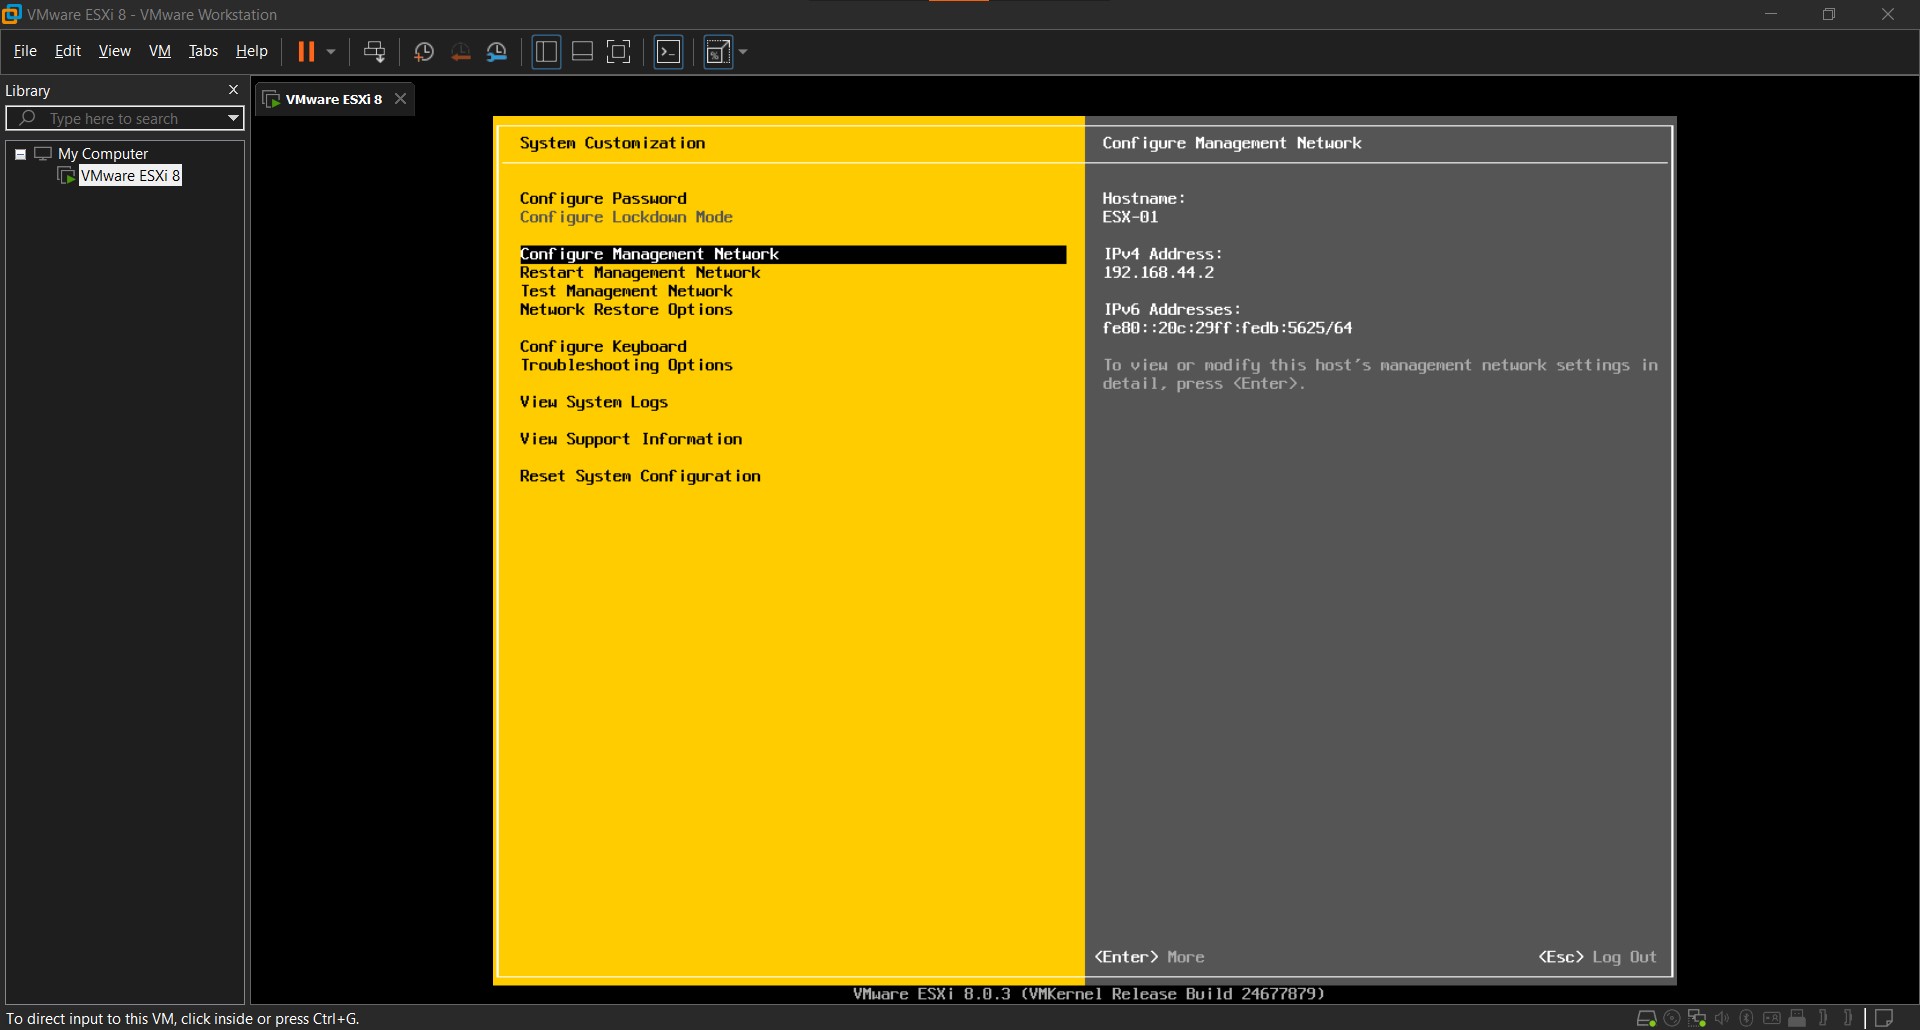 VMware ESXi 8 - VMware Workstation
File Edit View VM Tabs Help
Library
Type here to search
My Computer
VMware ESXi 8
VMware ESXi 8
System Customization
Configure Password
Configure Lockdown Mode
Configure Management Network
Restart Management Network
Test Management Network
Network Restore Options
Configure Keyboard
Troubleshooting Options
View System Logs
View Support Information
Reset System Configuration
Configure Management Network
Hostname:
ESX-01
IPv4 Address:
192.168.44.2
IPv6 Addresses:
fe80::20c:29ff:fedb:5625/64
To view or modify this host's management network settings in
detail, press <Enter>.
<Enter> More
<Esc> Log Out
VMware ESXi 8.0.3 (VMKernel Release Build 24677879)
To direct input to this VM, click inside or press Ctrl+G.